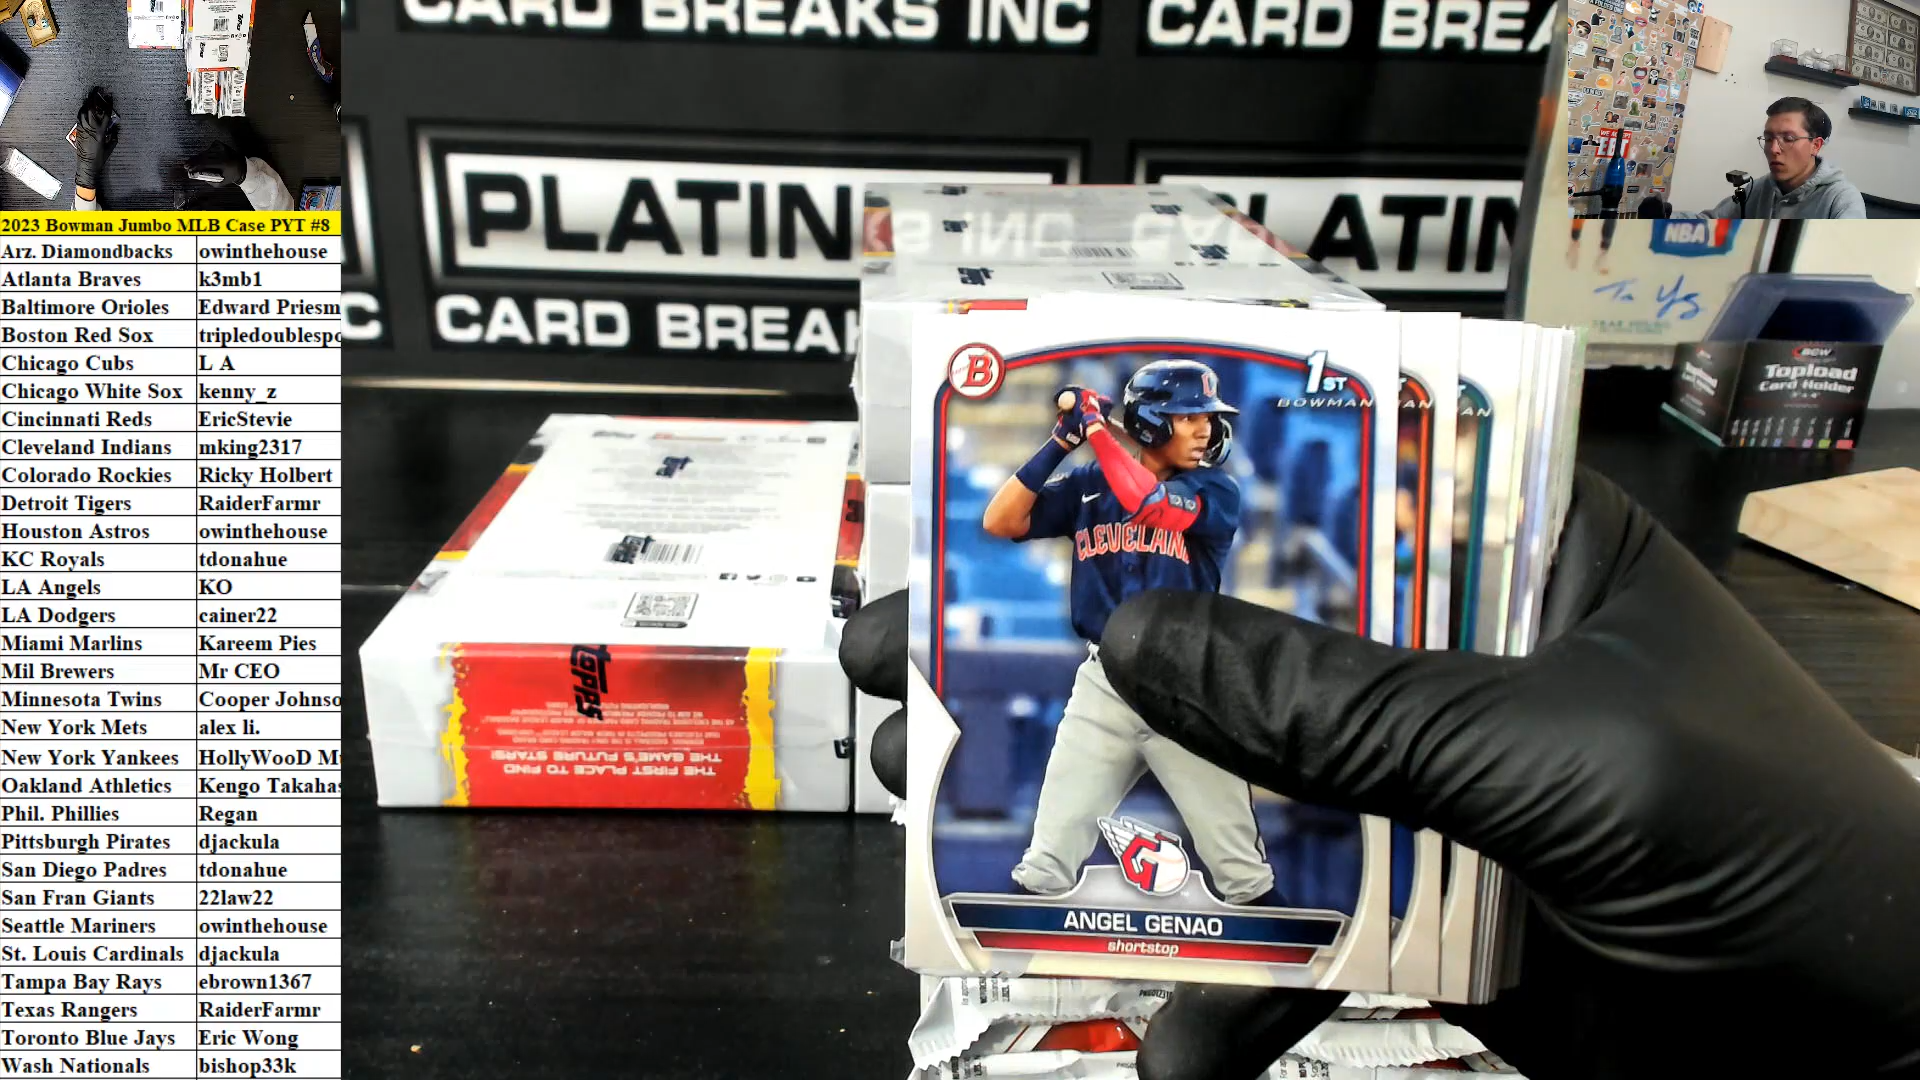 2023 Bowman Jumbo MLB Case PYT #8
Arz. Diamondbacks owinthehouse
Atlanta Braves k3mb1
Baltimore Orioles Edward Priesm
Boston Red Sox tripledoublespo
Chicago Cubs L A
Chicago White Sox kenny_z
Cincinnati Reds EricStevie
Cleveland Indians mking2317
Colorado Rockies Ricky Holbert
Detroit Tigers RaiderFarmr
Houston Astros owinthehouse
KC Royals tdonahue
LA Angels KO
LA Dodgers cainer22
Miami Marlins Kareem Pies
Mil Brewers Mr CEO
Minnesota Twins Cooper Johnso
New York Mets alex li.
New York Yankees HollyWooD M
Oakland Athletics Kengo Takahas
Phil. Phillies Regan
Pittsburgh Pirates djackula
San Diego Padres tdonahue
San Fran Giants 22law22
Seattle Mariners owinthehouse
St. Louis Cardinals djackula
Tampa Bay Rays ebrown1367
Texas Rangers RaiderFarmr
Toronto Blue Jays Eric Wong
Wash Nationals bishop33k
CARD BREAKS INC CARD BREA
PLATIN LATIN
CARD BREAK
C
B
1ST
BOWMAN
CLEVELAN
ANGEL GENAO
shortstop
topps
THE GAME'S FUTURE STARS!
THE FIRST PLACE TO FIND
NBA
BCW
Topload
Card Holder
WE ACCEPT
EBT